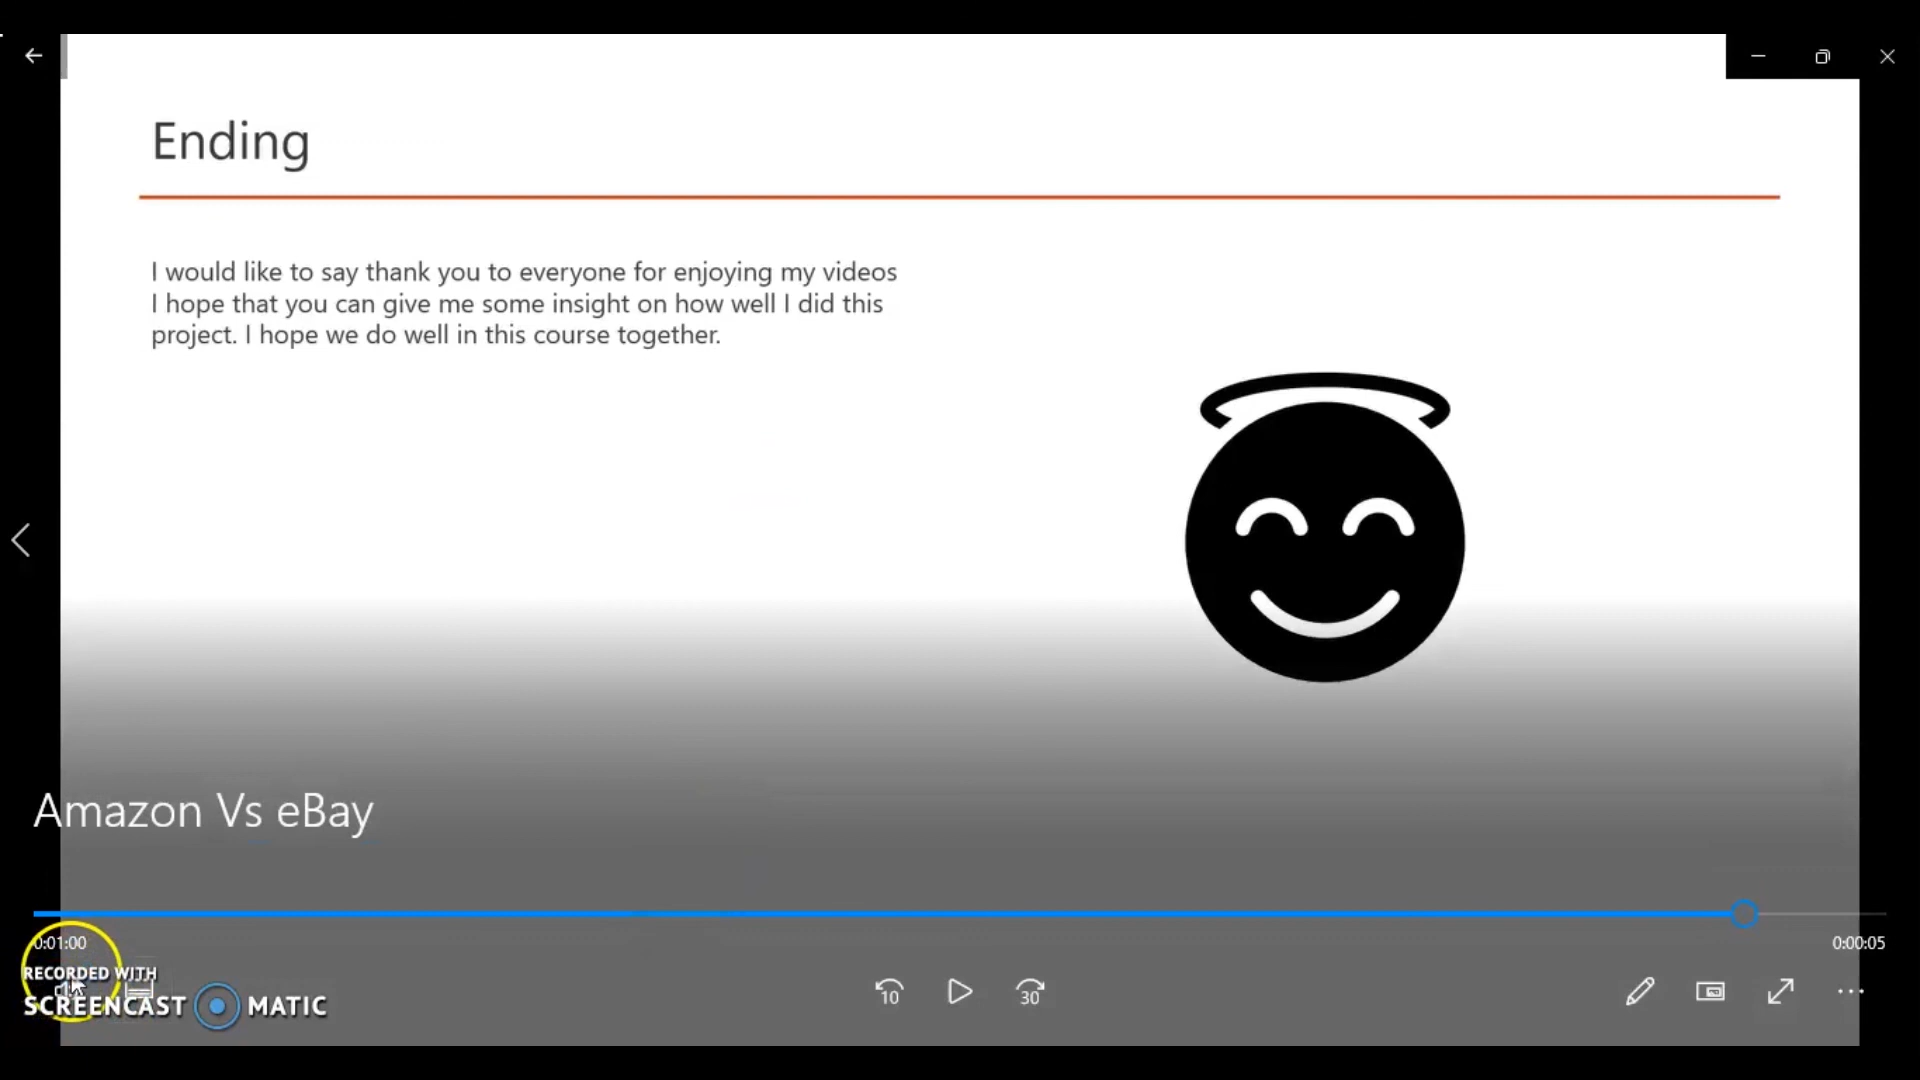 Ending
I would like to say thank you to everyone for enjoying my videos
I hope that you can give me some insight on how well I did this
project. I hope we do well in this course together.
Amazon Vs eBay
0:01:00
0:00:05
RECORDED WITH
SCREENCAST MATIC
10
30